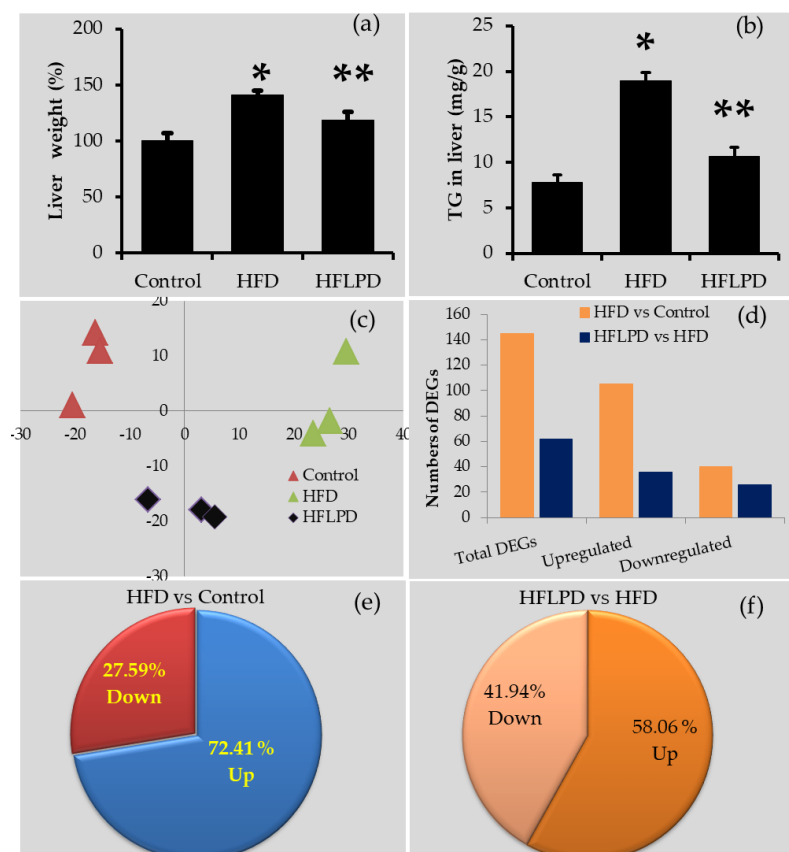 (a)
200
150
100
50
0
Liver weight (%)
*
**
Control HFD HFLPD
(b)
25
20
15
10
5
0
TG in liver (mg/g)
*
**
Control HFD HFLPD
(c)
20
10
0
-30 -20 -10 0 10 20 30 40
-10
-20
-30
Control
HFD
HFLPD
(d)
HFD vs Control
HFLPD vs HFD
160
140
120
100
80
60
40
20
0
Numbers of DEGs
Total DEGs Upregulated Downregulated
HFD vs Control
(e)
27.59%
Down
72.41 %
Up
HFLPD vs HFD
(f)
41.94%
Down
58.06 %
Up